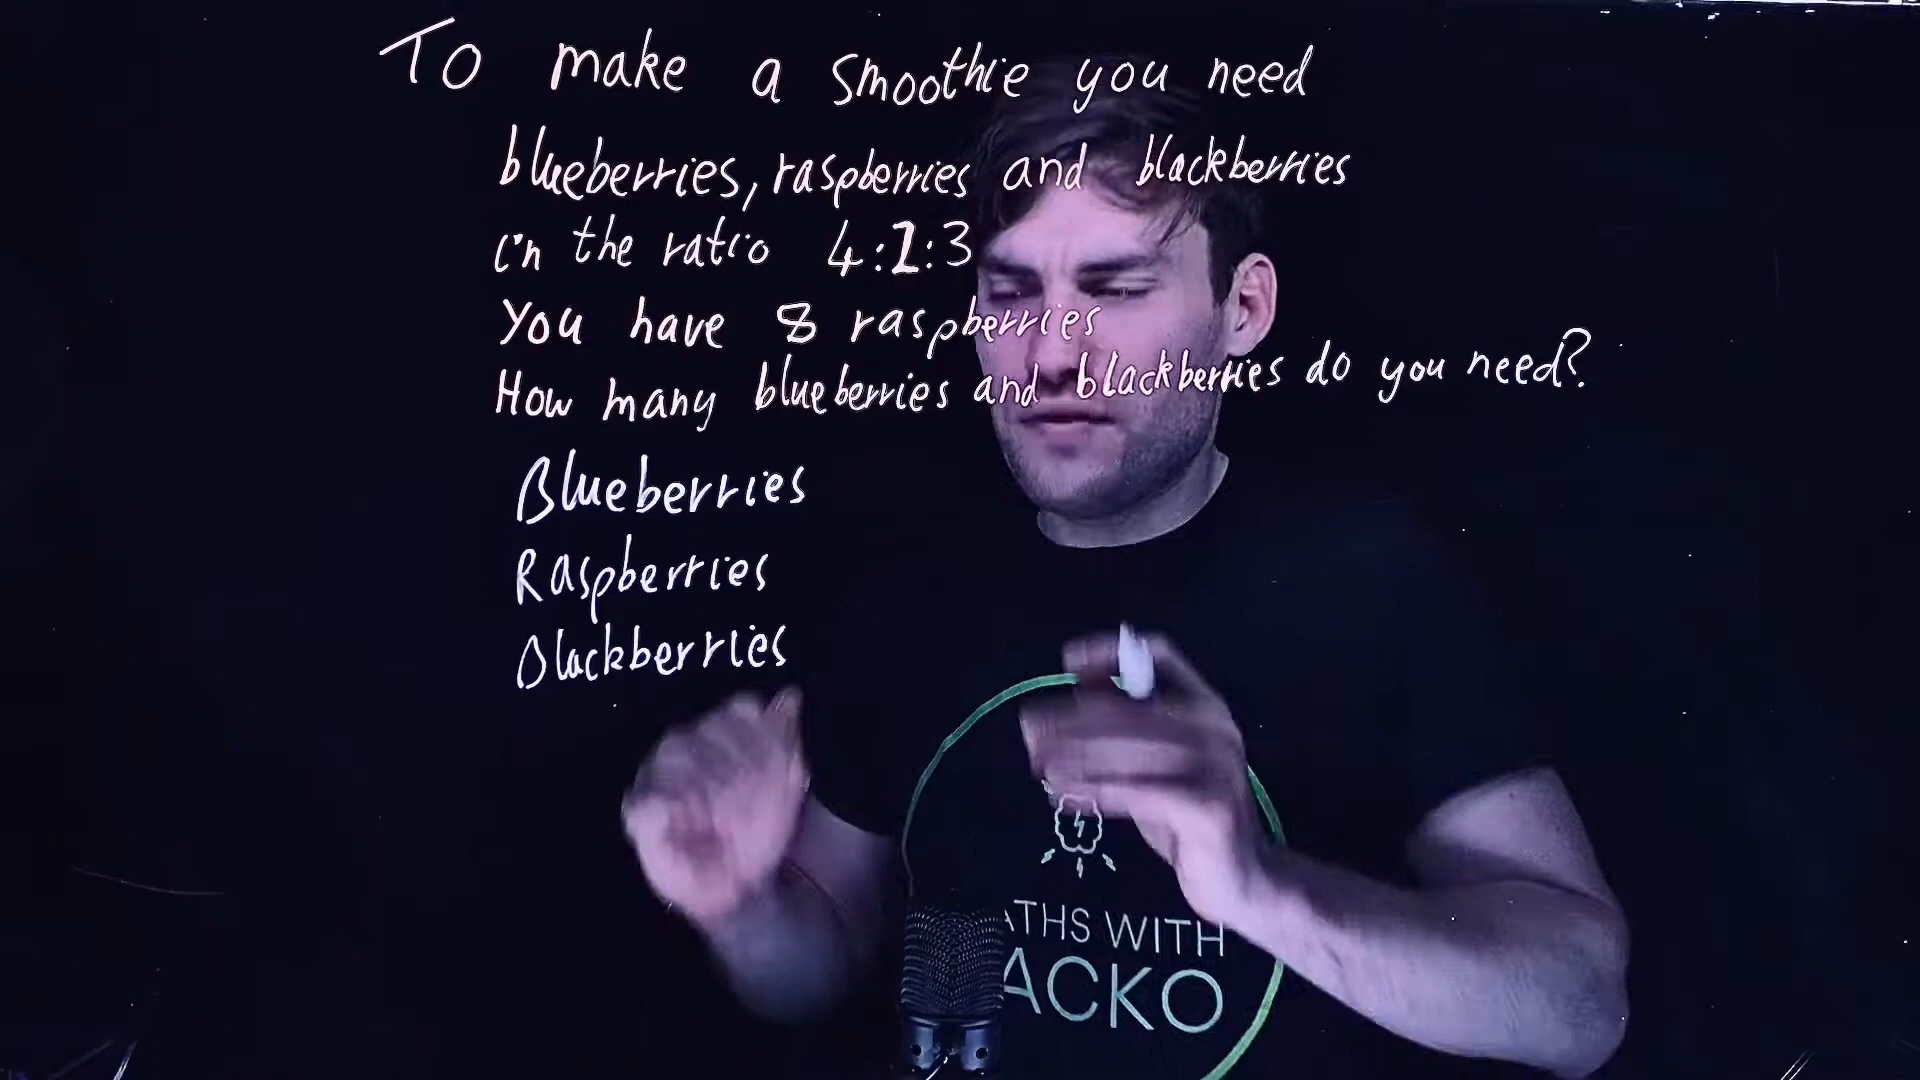 To make a smoothie you need
blueberries, raspberries and blackberries
in the ratio 4:2:3
You have 8 raspberries
How many blueberries and blackberries do you need?
Blueberries
Raspberries
Blackberries
ATHS WITH
ACKO